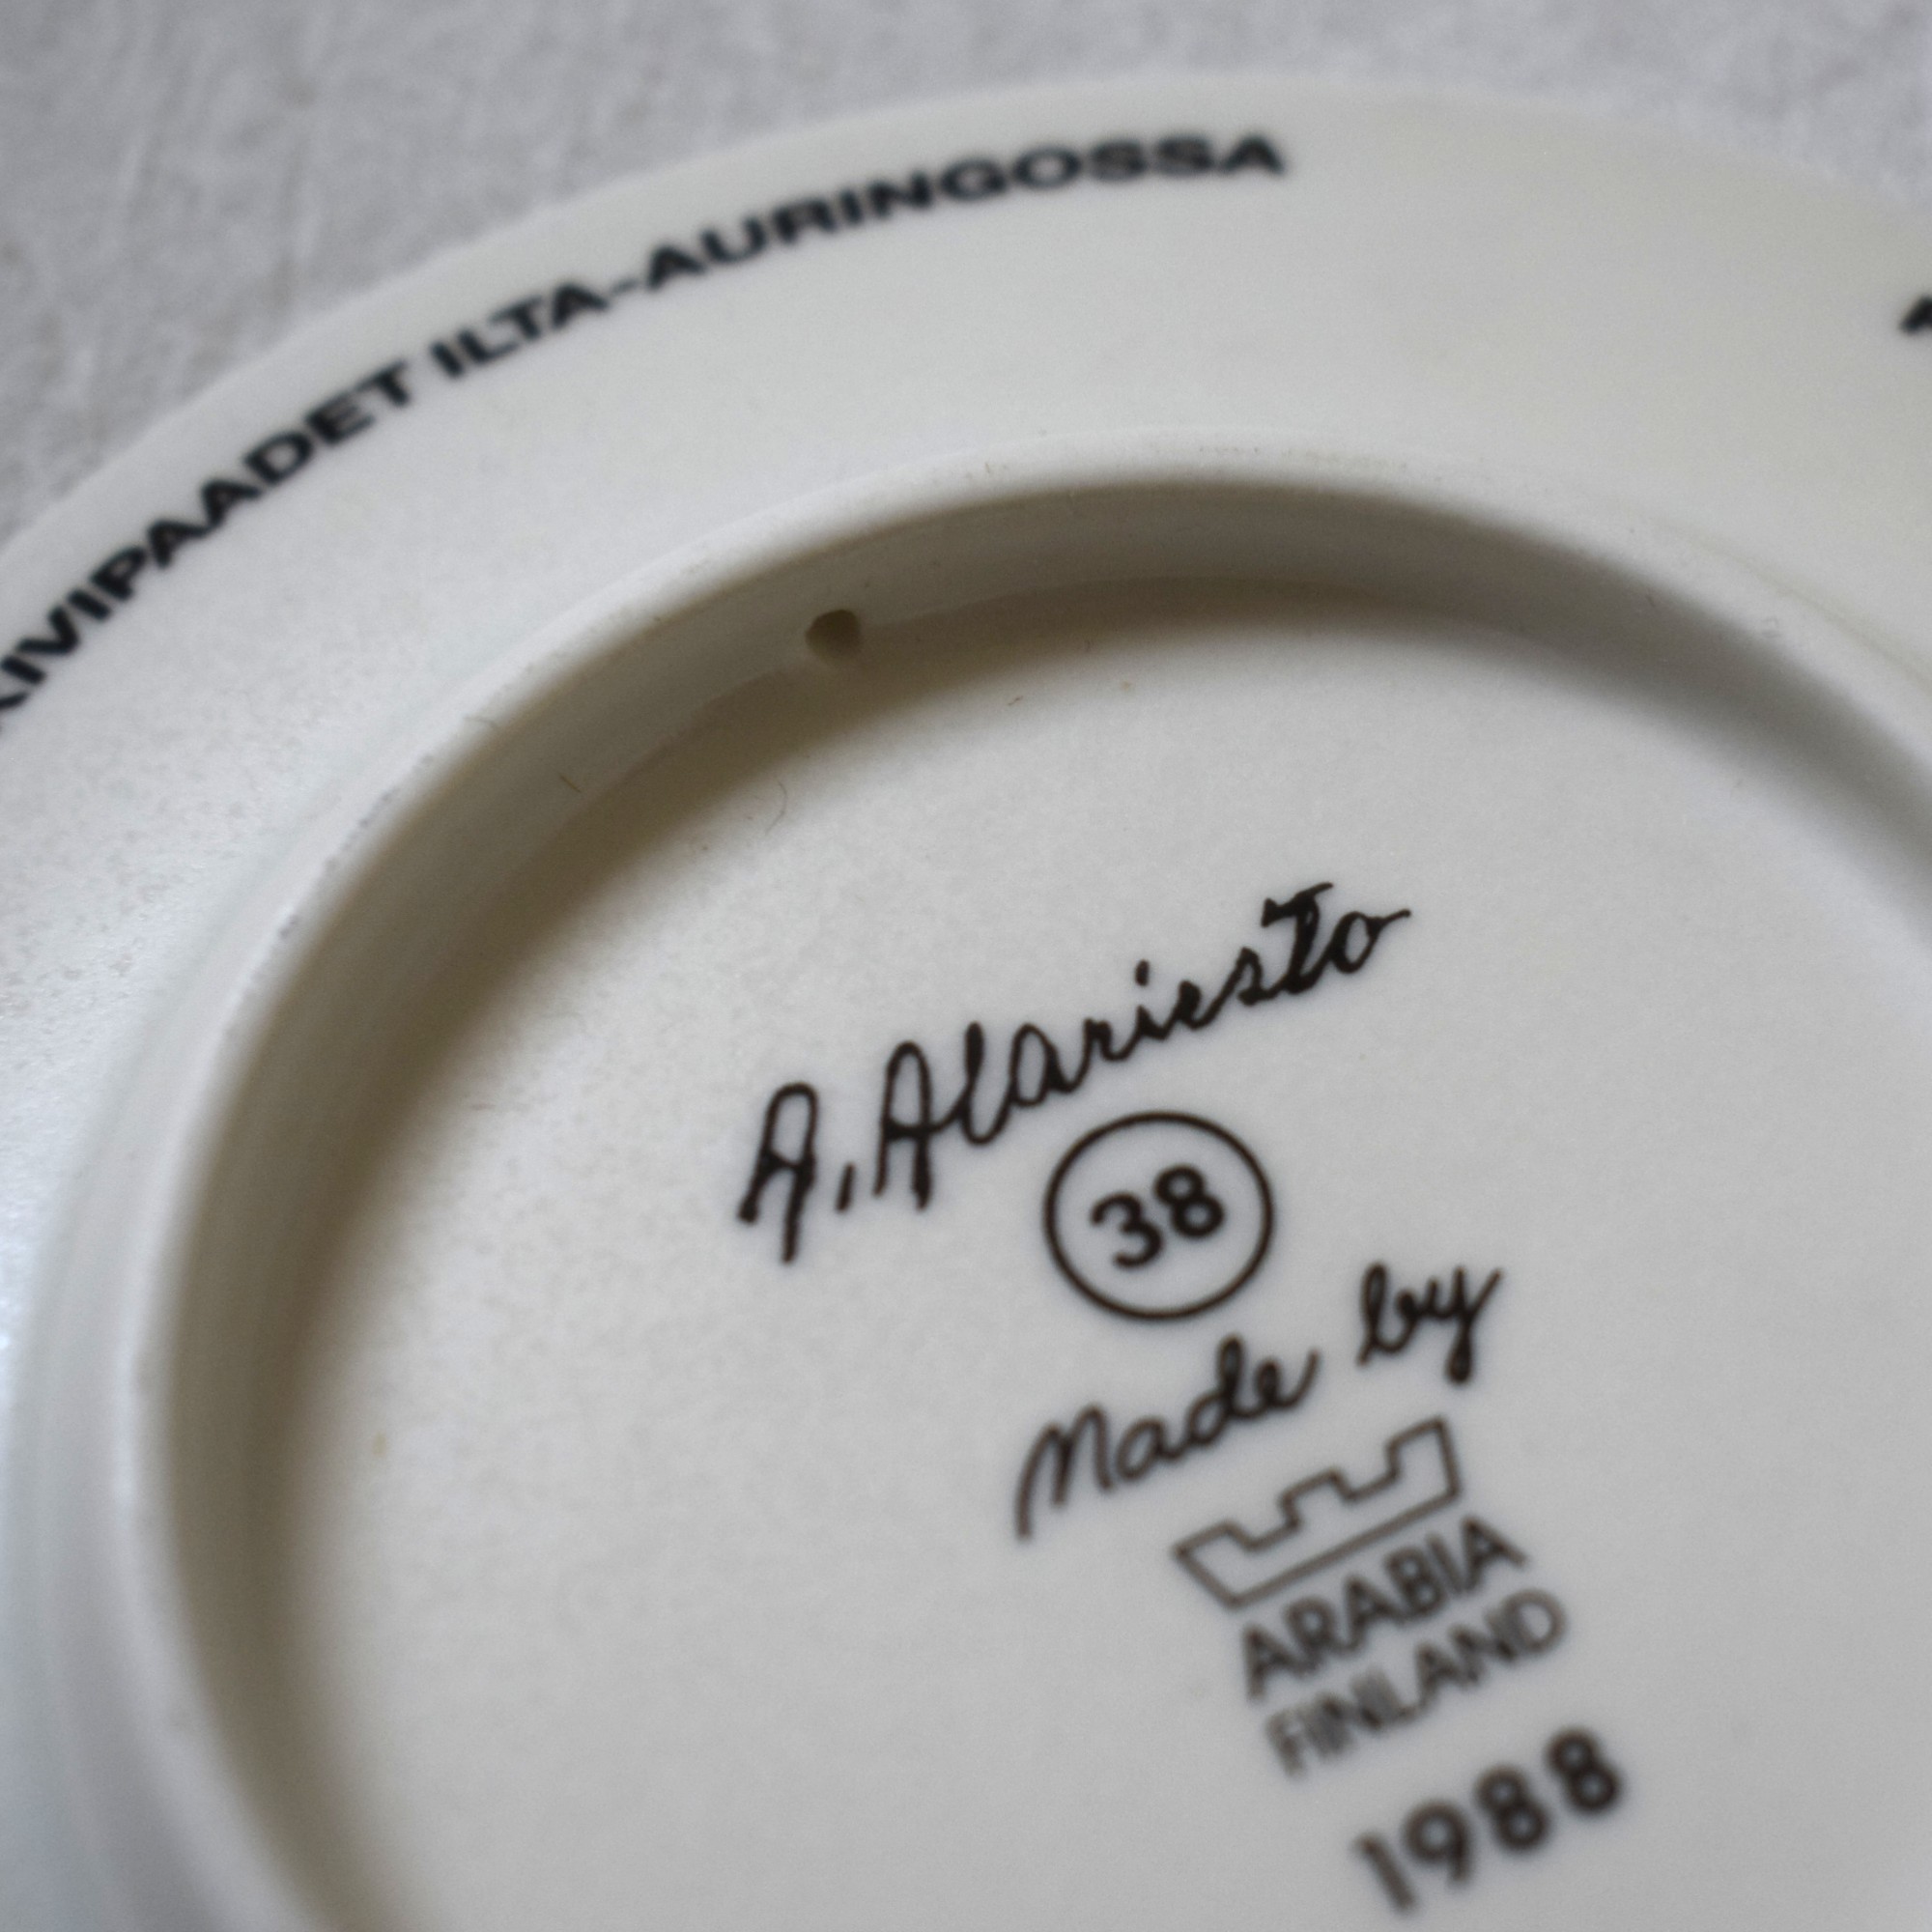 KIVIPAADET ILTA-AURINGOSSA
A. Alariesto
38
Made by
ARABIA
FINLAND
1988